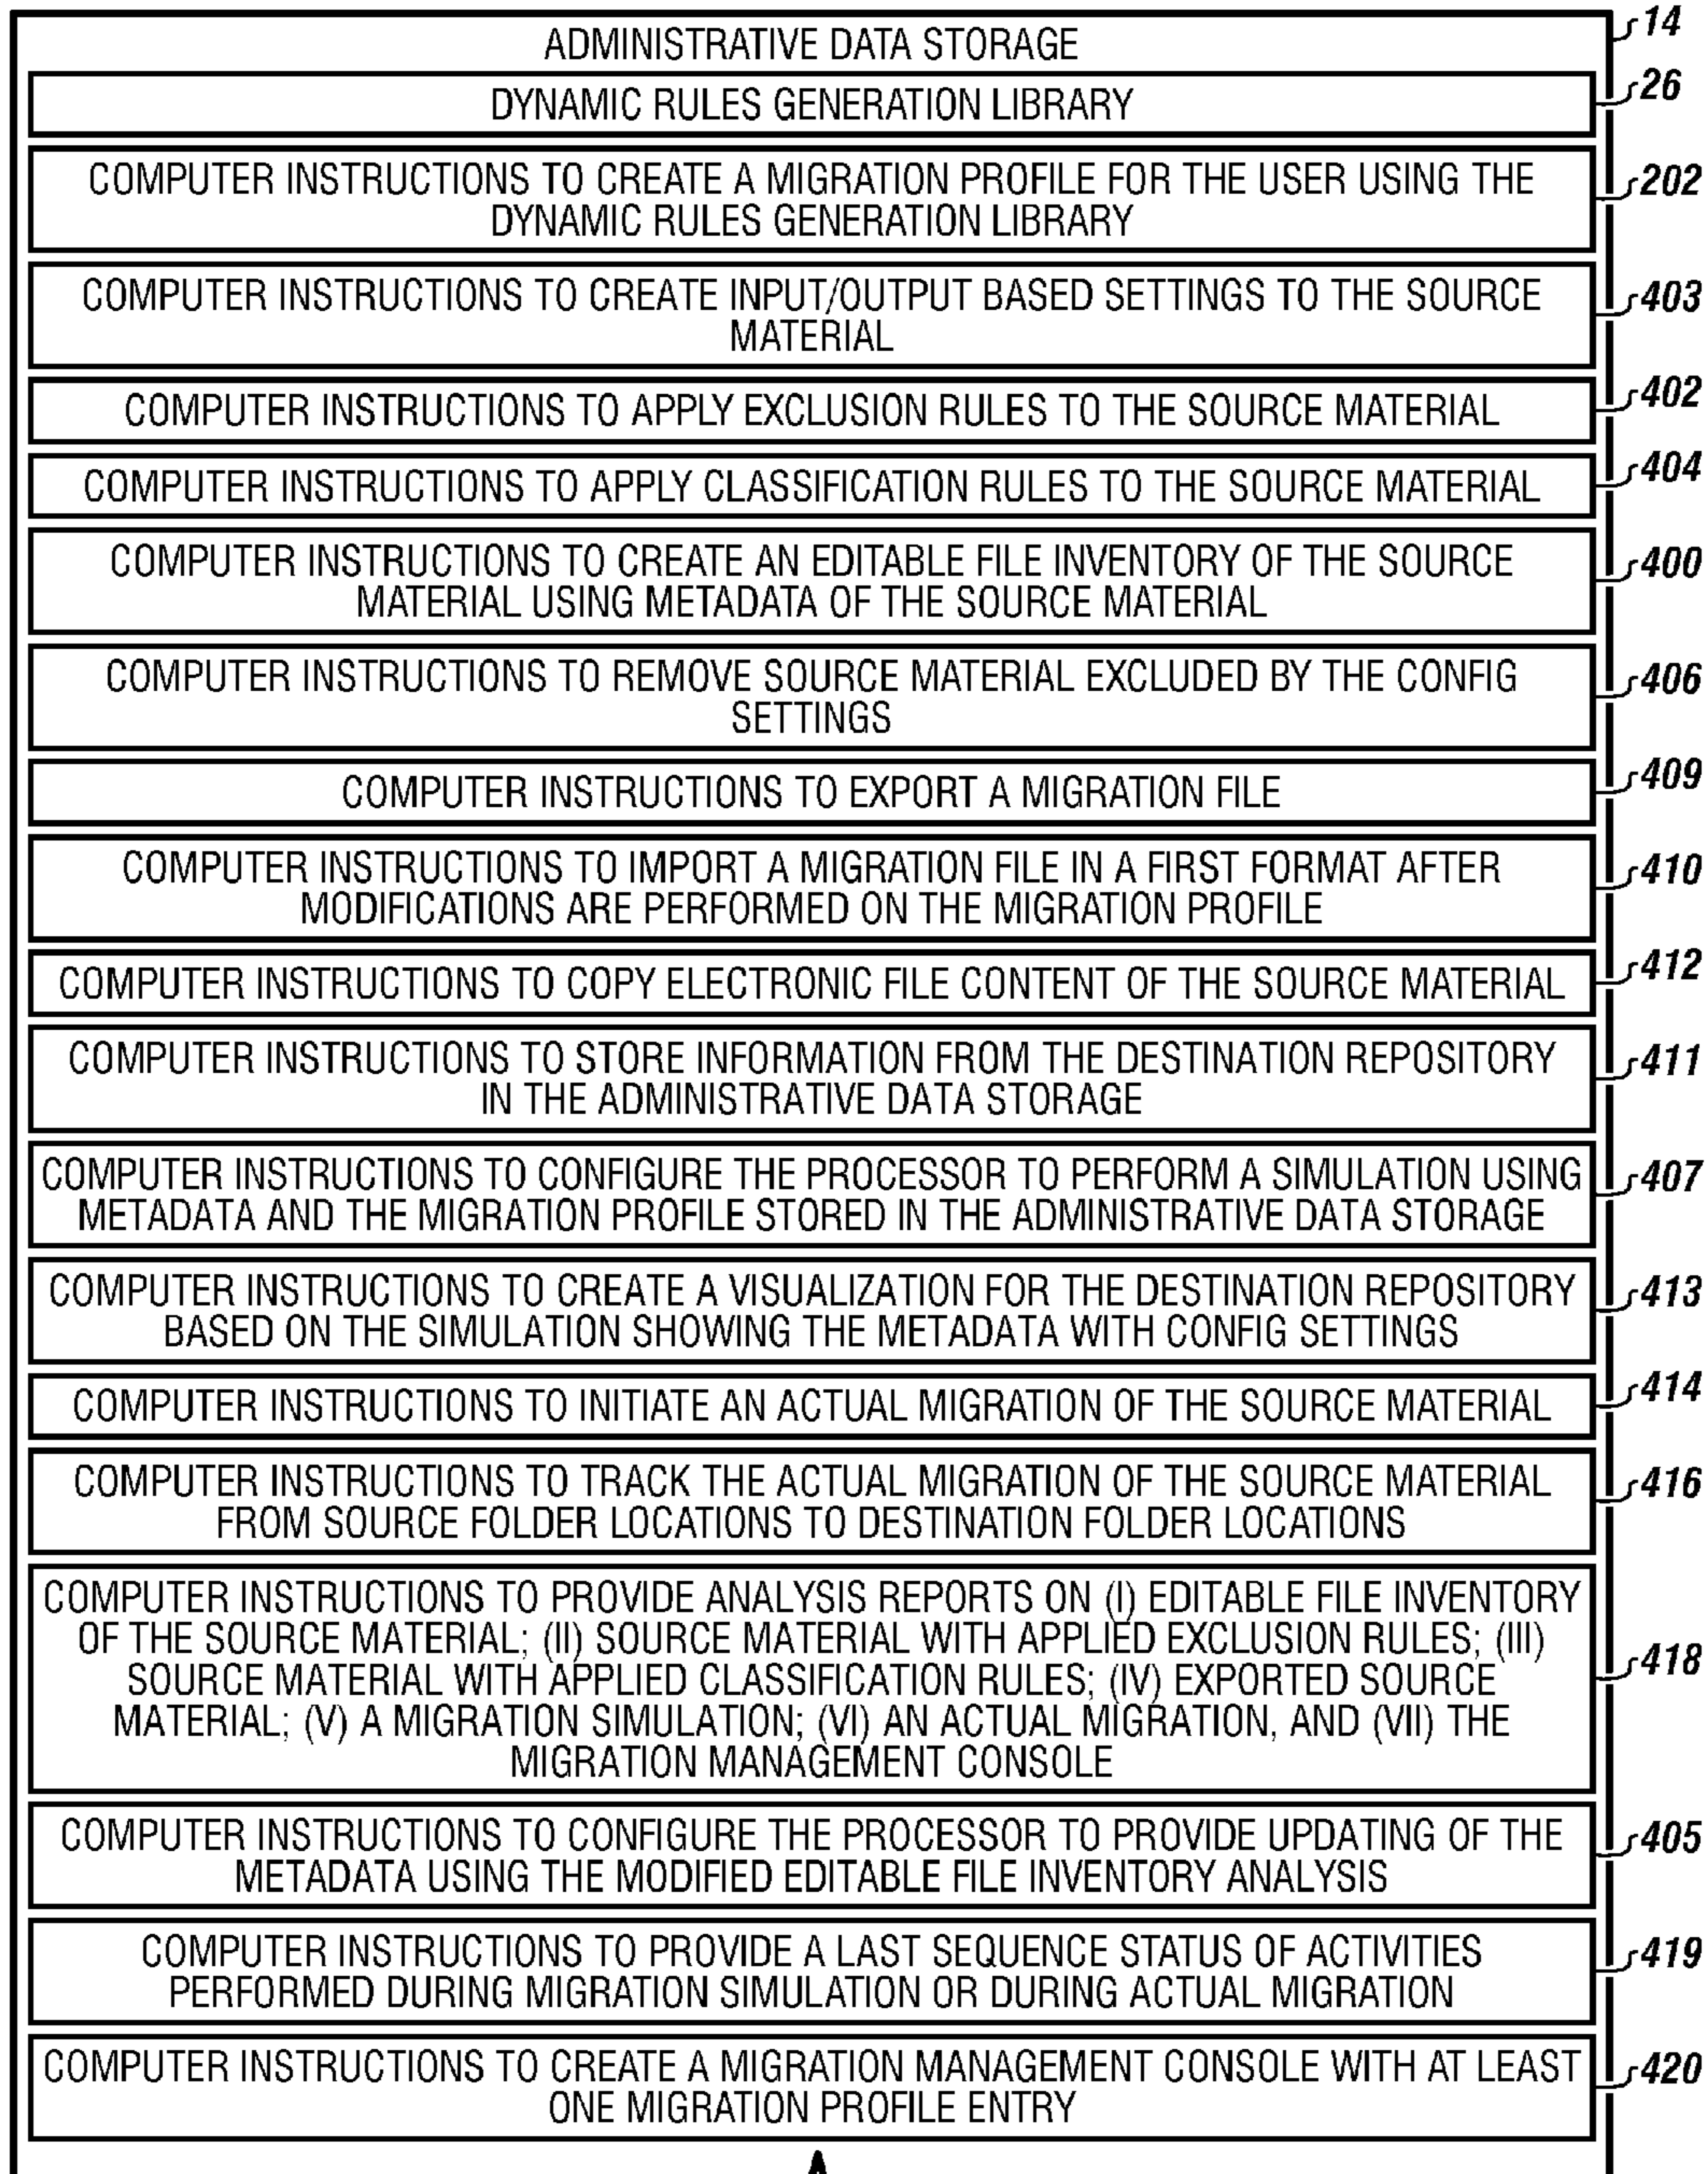 14
ADMINISTRATIVE DATA STORAGE
26
DYNAMIC RULES GENERATION LIBRARY
COMPUTER INSTRUCTIONS TO CREATE A MIGRATION PROFILE FOR THE USER USING THE
202
DYNAMIC RULES GENERATION LIBRARY
COMPUTER INSTRUCTIONS TO CREATE INPUT/OUTPUT BASED SETTINGS TO THE SOURCE
403
MATERIAL
402
COMPUTER INSTRUCTIONS TO APPLY EXCLUSION RULES TO THE SOURCE MATERIAL
404
COMPUTER INSTRUCTIONS TO APPLY CLASSIFICATION RULES TO THE SOURCE MATERIAL
COMPUTER INSTRUCTIONS TO CREATE AN EDITABLE FILE INVENTORY OF THE SOURCE
400
MATERIAL USING METADATA OF THE SOURCE MATERIAL
COMPUTER INSTRUCTIONS TO REMOVE SOURCE MATERIAL EXCLUDED BY THE CONFIG
406
SETTINGS
409
COMPUTER INSTRUCTIONS TO EXPORT A MIGRATION FILE
COMPUTER INSTRUCTIONS TO IMPORT A MIGRATION FILE IN A FIRST FORMAT AFTER
410
MODIFICATIONS ARE PERFORMED ON THE MIGRATION PROFILE
412
COMPUTER INSTRUCTIONS TO COPY ELECTRONIC FILE CONTENT OF THE SOURCE MATERIAL
COMPUTER INSTRUCTIONS TO STORE INFORMATION FROM THE DESTINATION REPOSITORY
411
IN THE ADMINISTRATIVE DATA STORAGE
COMPUTER INSTRUCTIONS TO CONFIGURE THE PROCESSOR TO PERFORM A SIMULATION USING
407
METADATA AND THE MIGRATION PROFILE STORED IN THE ADMINISTRATIVE DATA STORAGE
COMPUTER INSTRUCTIONS TO CREATE A VISUALIZATION FOR THE DESTINATION REPOSITORY
413
BASED ON THE SIMULATION SHOWING THE METADATA WITH CONFIG SETTINGS
414
COMPUTER INSTRUCTIONS TO INITIATE AN ACTUAL MIGRATION OF THE SOURCE MATERIAL
COMPUTER INSTRUCTIONS TO TRACK THE ACTUAL MIGRATION OF THE SOURCE MATERIAL
416
FROM SOURCE FOLDER LOCATIONS TO DESTINATION FOLDER LOCATIONS
COMPUTER INSTRUCTIONS TO PROVIDE ANALYSIS REPORTS ON (I) EDITABLE FILE INVENTORY
OF THE SOURCE MATERIAL; (II) SOURCE MATERIAL WITH APPLIED EXCLUSION RULES; (III)
418
SOURCE MATERIAL WITH APPLIED CLASSIFICATION RULES; (IV) EXPORTED SOURCE
MATERIAL; (V) A MIGRATION SIMULATION; (VI) AN ACTUAL MIGRATION, AND (VII) THE
MIGRATION MANAGEMENT CONSOLE
COMPUTER INSTRUCTIONS TO CONFIGURE THE PROCESSOR TO PROVIDE UPDATING OF THE
405
METADATA USING THE MODIFIED EDITABLE FILE INVENTORY ANALYSIS
COMPUTER INSTRUCTIONS TO PROVIDE A LAST SEQUENCE STATUS OF ACTIVITIES
419
PERFORMED DURING MIGRATION SIMULATION OR DURING ACTUAL MIGRATION
COMPUTER INSTRUCTIONS TO CREATE A MIGRATION MANAGEMENT CONSOLE WITH AT LEAST
420
ONE MIGRATION PROFILE ENTRY